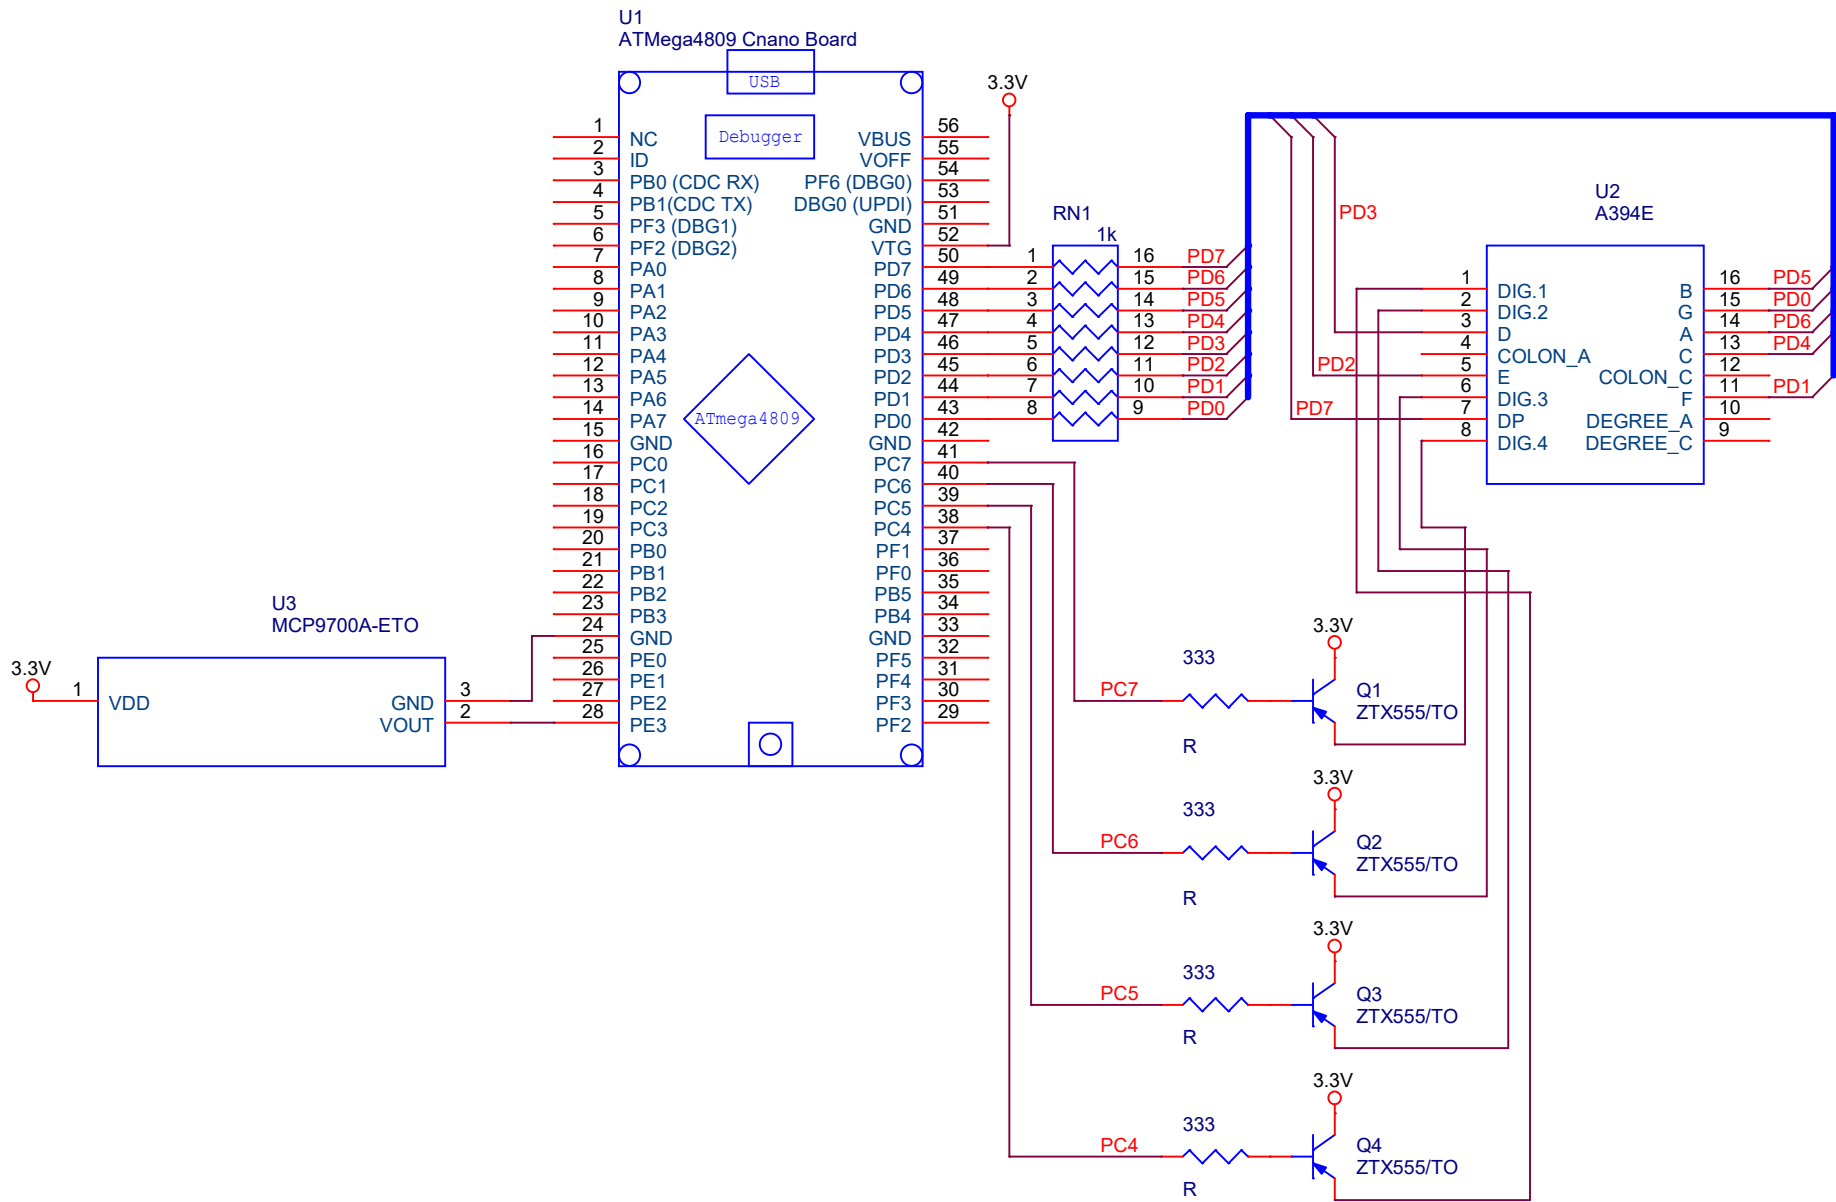 U1
ATMega4809 Cnano Board
USB
Debugger
ATmega4809
1 NC
2 ID
3 PB0 (CDC RX)
4 PB1(CDC TX)
5 PF3 (DBG1)
6 PF2 (DBG2)
7 PA0
8 PA1
9 PA2
10 PA3
11 PA4
12 PA5
13 PA6
14 PA7
15 GND
16 PC0
17 PC1
18 PC2
19 PC3
20 PB0
21 PB1
22 PB2
23 PB3
24 GND
25 PE0
26 PE1
27 PE2
28 PE3
VBUS 56
VOFF 55
PF6 (DBG0) 54
DBG0 (UPDI) 53
GND 51
VTG 52
PD7 50
PD6 49
PD5 48
PD4 47
PD3 46
PD2 45
PD1 44
PD0 43
GND 42
PC7 41
PC6 40
PC5 39
PC4 38
PF1 37
PF0 36
PB5 35
PB4 34
GND 33
PF5 32
PF4 31
PF3 30
PF2 29
3.3V
RN1
1k
1 16 PD7
2 15 PD6
3 14 PD5
4 13 PD4
5 12 PD3
6 11 PD2
7 10 PD1
8 9 PD0
PD3
PD2
PD7
U2
A394E
1 DIG.1
2 DIG.2
3 D
4 COLON_A
5 E
6 DIG.3
7 DP
8 DIG.4
B 16 PD5
G 15 PD0
A 14 PD6
C 13 PD4
COLON_C 12
F 11 PD1
DEGREE_A 10
DEGREE_C 9
U3
MCP9700A-ETO
3.3V
1 VDD
GND 3
VOUT 2
3.3V
333
PC7
R
Q1
ZTX555/TO
3.3V
333
PC6
R
Q2
ZTX555/TO
3.3V
333
PC5
R
Q3
ZTX555/TO
3.3V
333
PC4
R
Q4
ZTX555/TO